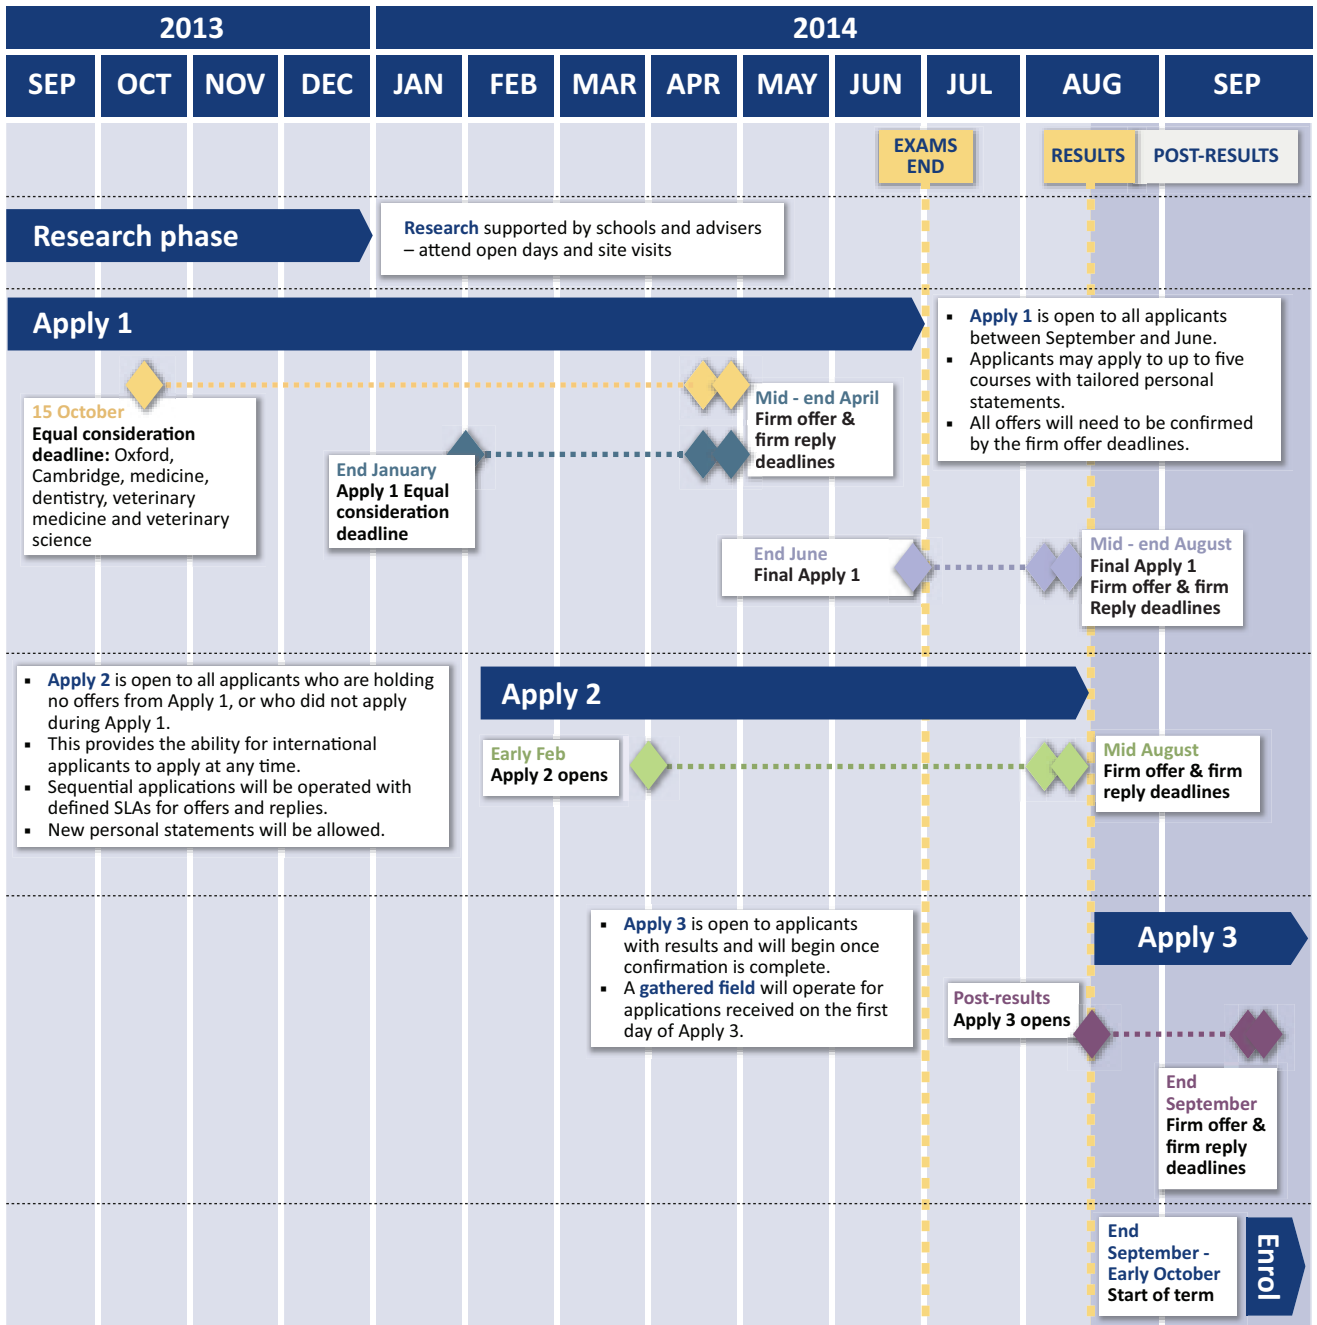 2013
2014
SEP
OCT
NOV
DEC
JAN
FEB
MAR
APR
MAY
JUN
JUL
AUG
SEP
EXAMS
END
RESULTS
POST-RESULTS
Research phase
Research supported by schools and advisers
– attend open days and site visits
Apply 1
▪ Apply 1 is open to all applicants
between September and June.
▪ Applicants may apply to up to five
courses with tailored personal
statements.
▪ All offers will need to be confirmed
by the firm offer deadlines.
15 October
Equal consideration
deadline: Oxford,
Cambridge, medicine,
dentistry, veterinary
medicine and veterinary
science
End January
Apply 1 Equal
consideration
deadline
Mid - end April
Firm offer &
firm reply
deadlines
End June
Final Apply 1
Mid - end August
Final Apply 1
Firm offer & firm
Reply deadlines
▪ Apply 2 is open to all applicants who are holding
no offers from Apply 1, or who did not apply
during Apply 1.
▪ This provides the ability for international
applicants to apply at any time.
▪ Sequential applications will be operated with
defined SLAs for offers and replies.
▪ New personal statements will be allowed.
Apply 2
Early Feb
Apply 2 opens
Mid August
Firm offer & firm
reply deadlines
▪ Apply 3 is open to applicants
with results and will begin once
confirmation is complete.
▪ A gathered field will operate for
applications received on the first
day of Apply 3.
Apply 3
Post-results
Apply 3 opens
End
September
Firm offer &
firm reply
deadlines
End
September -
Early October
Start of term
Enrol